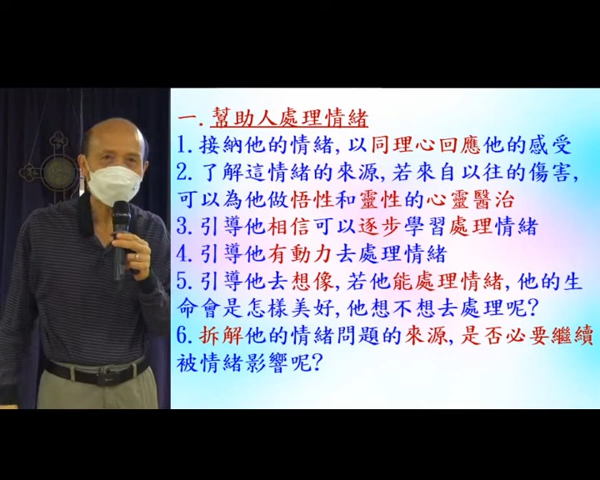 一.幫助人處理情緒
1.接納他的情緒,以同理心回應他的感受
2.了解這情緒的來源,若來自以往的傷害,
可以為他做悟性和靈性的心靈醫治
3.引導他相信可以逐步學習處理情緒
4.引導他有動力去處理情緒
5.引導他去想像,若他能處理情緒,他的生
命會是怎樣美好,他想不想去處理呢?
6.拆解他的情緒問題的來源,是否必要繼續
被情緒影響呢?